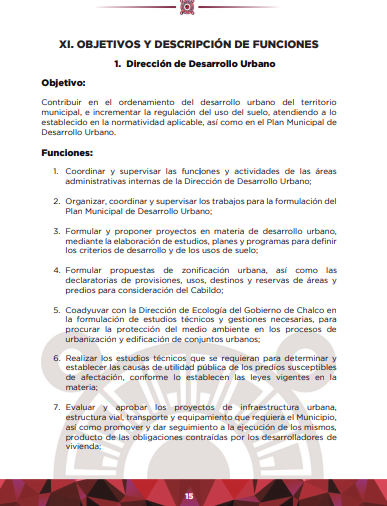 XI. OBJETIVOS Y DESCRIPCIÓN DE FUNCIONES
1. Dirección de Desarrollo Urbano
Objetivo:
Contribuir en el ordenamiento del desarrollo urbano del territorio
municipal, e incrementar la regulación del uso del suelo, atendiendo a lo
establecido en la normatividad aplicable, así como en el Plan Municipal de
Desarrollo Urbano.
Funciones:
1. Coordinar y supervisar las funciones y actividades de las áreas
administrativas internas de la Dirección de Desarrollo Urbano;
2. Organizar, coordinar y supervisar los trabajos para la formulación del
Plan Municipal de Desarrollo Urbano;
3. Formular y proponer proyectos en materia de desarrollo urbano,
mediante la elaboración de estudios, planes y programas para definir
los criterios de desarrollo y de los usos de suelo;
4. Formular propuestas de zonificación urbana, así como las
declaratorias de provisiones, usos, destinos y reservas de áreas y
predios para consideración del Cabildo;
5. Coadyuvar con la Dirección de Ecología del Gobierno de Chalco en
la formulación de estudios técnicos y gestiones necesarias, para
procurar la protección del medio ambiente en los procesos de
urbanización y edificación de conjuntos urbanos;
6. Realizar los estudios técnicos que se requieran para determinar y
establecer las causas de utilidad pública de los predios susceptibles
de afectación, conforme lo establecen las leyes vigentes en la
materia;
7. Evaluar y aprobar los proyectos de infraestructura urbana,
estructura vial, transporte y equipamiento que requiera el Municipio,
así como promover y dar seguimiento a la ejecución de los mismos,
producto de las obligaciones contraídas por los desarrolladores de
vivienda;
15